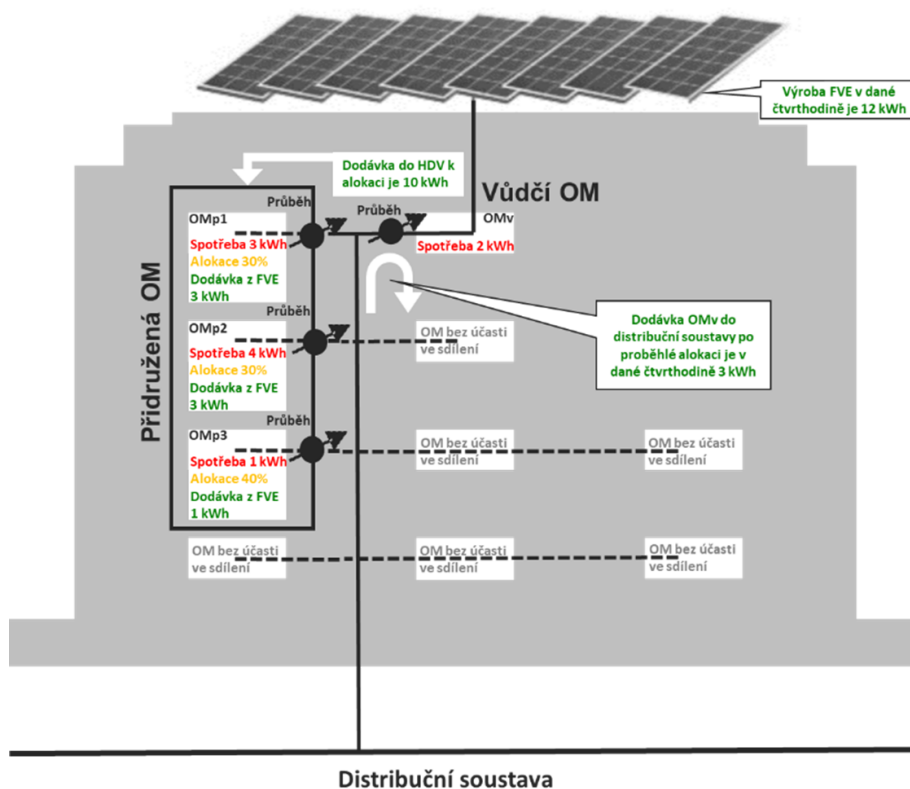 Výroba FVE v dané
čtvrthodině je 12 kWh
Dodávka do HDV k
alokaci je 10 kWh
Vůdčí OM
Přidružená OM
Průběh
OMp1
Spotřeba 3 kWh
Alokace 30%
Dodávka z FVE
3 kWh
Průběh
OMv
Spotřeba 2 kWh
Průběh
OMp2
Spotřeba 4 kWh
Alokace 30%
Dodávka z FVE
3 kWh
OM bez účasti
ve sdílení
Dodávka OMv do
distribuční soustavy po
proběhlé alokaci je v
dané čtvrthodině 3 kWh
Průběh
OMp3
Spotřeba 1 kWh
Alokace 40%
Dodávka z FVE
1 kWh
OM bez účasti
ve sdílení
OM bez účasti
ve sdílení
OM bez účasti
ve sdílení
OM bez účasti
ve sdílení
OM bez účasti
ve sdílení
Distribuční soustava